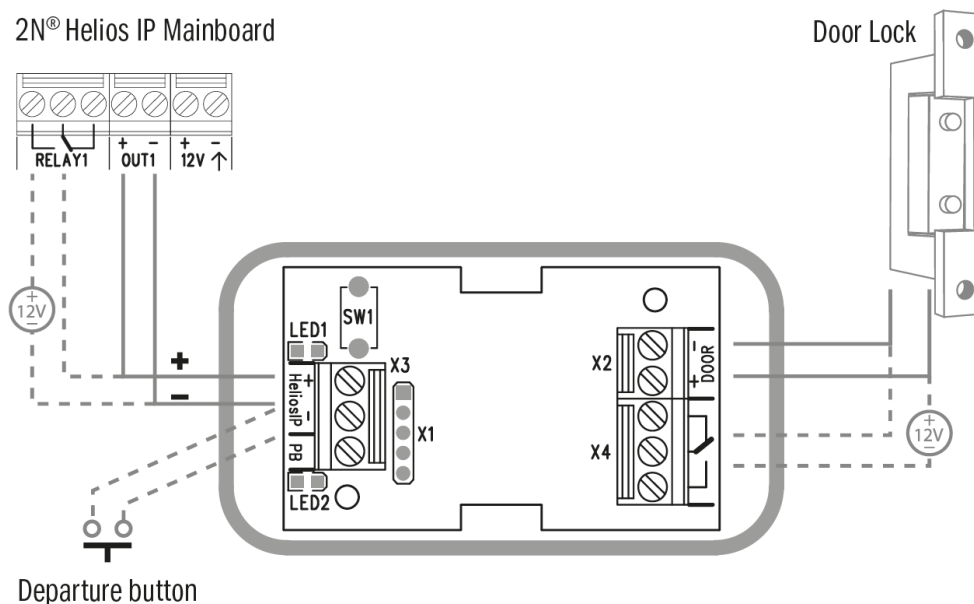 2N® Helios IP Mainboard
Door Lock
+ - + -
RELAY1 OUT1 12V ↑
+
12V
-
SW1
LED1
+
-
X3
+
-
HeliosIP
PB
X1
LED2
X2
-
+
DOOR
X4
+
12V
-
Departure button